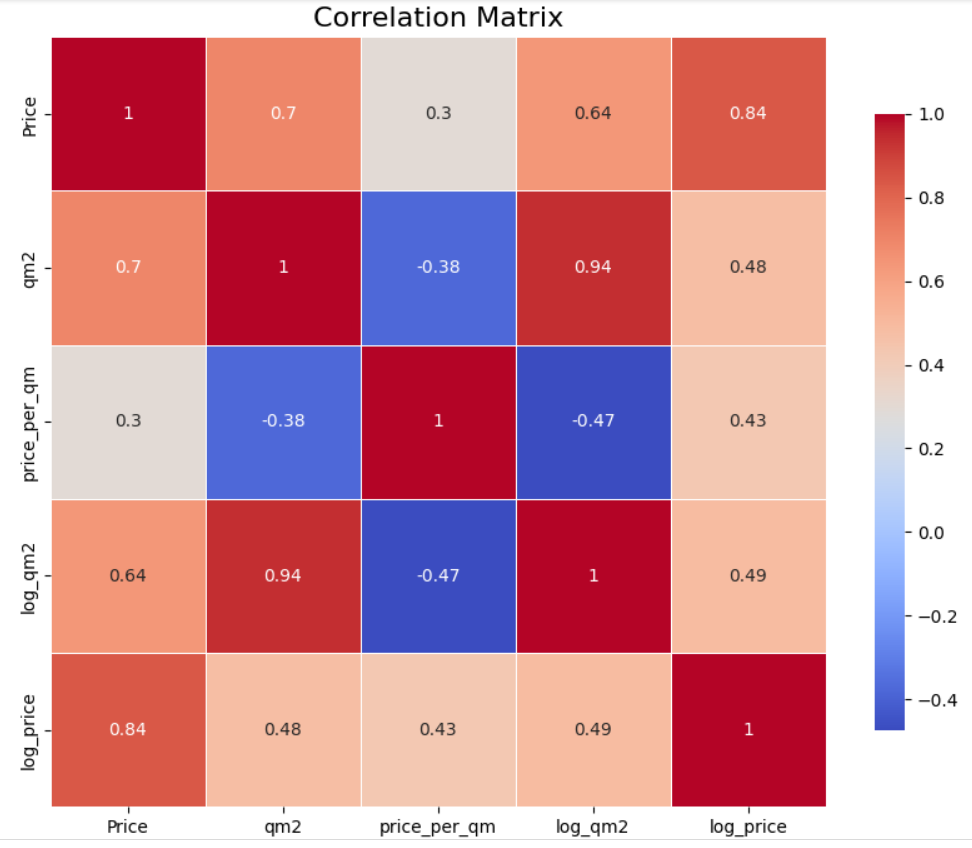 Correlation Matrix
Price 1 0.7 0.3 0.64 0.84
qm2 0.7 1 -0.38 0.94 0.48
price_per_qm 0.3 -0.38 1 -0.47 0.43
log_qm2 0.64 0.94 -0.47 1 0.49
log_price 0.84 0.48 0.43 0.49 1
Price qm2 price_per_qm log_qm2 log_price
1.0
0.8
0.6
0.4
0.2
0.0
−0.2
−0.4